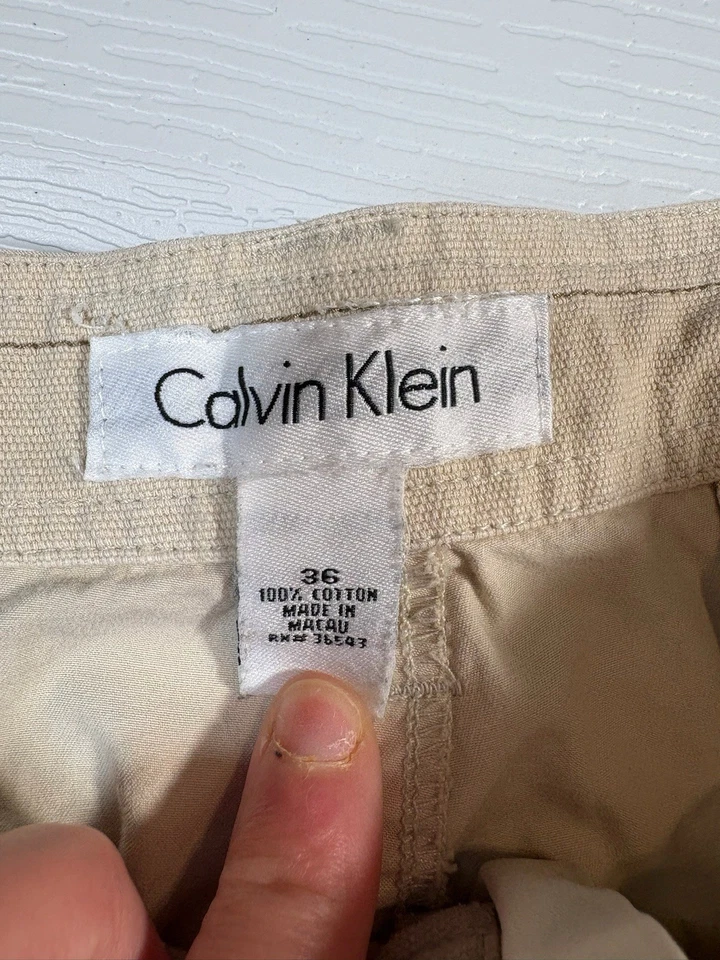 Calvin Klein
36
100% COTTON
MADE IN
MACAU
RN# 36543